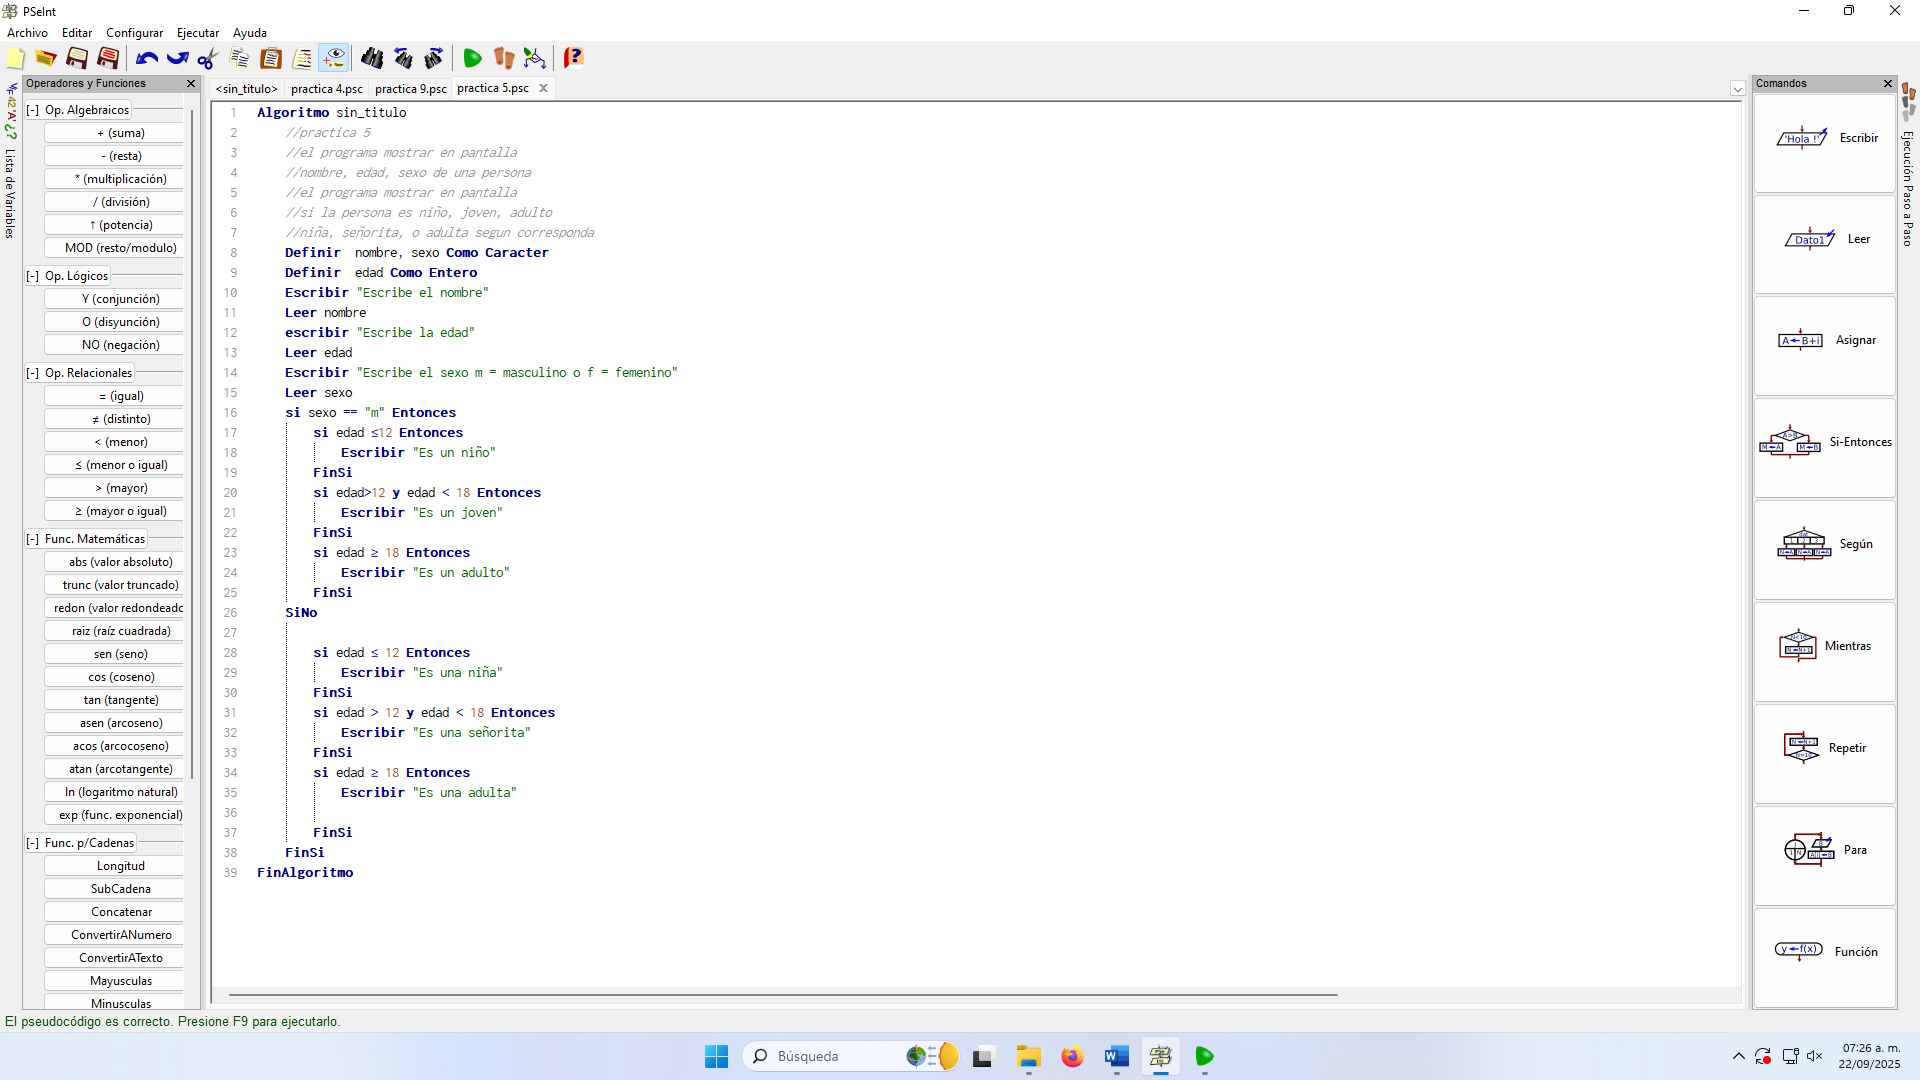 PSeInt
Archivo Editar Configurar Ejecutar Ayuda
Operadores y Funciones
<sin_titulo> practica 4.psc practica 9.psc practica 5.psc
Comandos
Lista de Variables
[-] Op. Algebraicos
+ (suma)
- (resta)
* (multiplicación)
/ (división)
↑ (potencia)
MOD (resto/modulo)
[-] Op. Lógicos
Y (conjunción)
O (disyunción)
NO (negación)
[-] Op. Relacionales
= (igual)
≠ (distinto)
< (menor)
≤ (menor o igual)
> (mayor)
≥ (mayor o igual)
[-] Func. Matemáticas
abs (valor absoluto)
trunc (valor truncado)
redon (valor redondeado
raiz (raíz cuadrada)
sen (seno)
cos (coseno)
tan (tangente)
asen (arcoseno)
acos (arcocoseno)
atan (arcotangente)
ln (logaritmo natural)
exp (func. exponencial)
[-] Func. p/Cadenas
Longitud
SubCadena
Concatenar
ConvertirANumero
ConvertirATexto
Mayusculas
Minusculas
1 Algoritmo sin_titulo
2 //practica 5
3 //el programa mostrar en pantalla
4 //nombre, edad, sexo de una persona
5 //el programa mostrar en pantalla
6 //si la persona es niño, joven, adulto
7 //niña, señorita, o adulta segun corresponda
8 Definir nombre, sexo Como Caracter
9 Definir edad Como Entero
10 Escribir "Escribe el nombre"
11 Leer nombre
12 escribir "Escribe la edad"
13 Leer edad
14 Escribir "Escribe el sexo m = masculino o f = femenino"
15 Leer sexo
16 si sexo == "m" Entonces
17 si edad ≤12 Entonces
18 Escribir "Es un niño"
19 FinSi
20 si edad>12 y edad < 18 Entonces
21 Escribir "Es un joven"
22 FinSi
23 si edad ≥ 18 Entonces
24 Escribir "Es un adulto"
25 FinSi
26 SiNo
27
28 si edad ≤ 12 Entonces
29 Escribir "Es una niña"
30 FinSi
31 si edad > 12 y edad < 18 Entonces
32 Escribir "Es una señorita"
33 FinSi
34 si edad ≥ 18 Entonces
35 Escribir "Es una adulta"
36
37 FinSi
38 FinSi
39 FinAlgoritmo
'Hola !' Escribir
Dato1 Leer
A←B+i Asignar
Si-Entonces
Según
Mientras
Repetir
Para
y←f(x) Función
Ejecución Paso a Paso
El pseudocódigo es correcto. Presione F9 para ejecutarlo.
Búsqueda
07:26 a. m.
22/09/2025